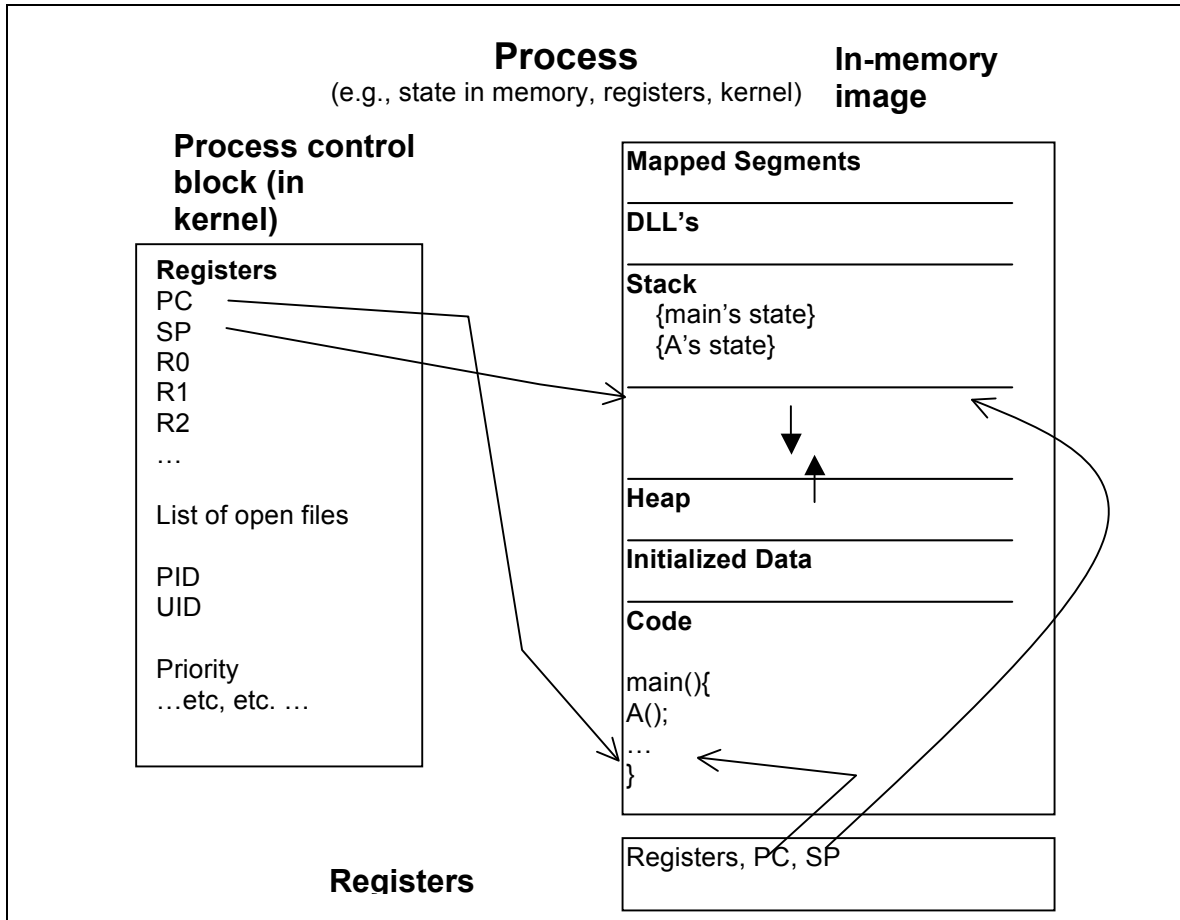 Process
(e.g., state in memory, registers, kernel)
In-memory
image
Process control
block (in
kernel)
Registers
PC
SP
R0
R1
R2
…
List of open files
PID
UID
Priority
…etc, etc. …
Mapped Segments
DLL's
Stack
{main’s state}
{A’s state}
Heap
Initialized Data
Code
main(){
A();
…
}
Registers, PC, SP
Registers